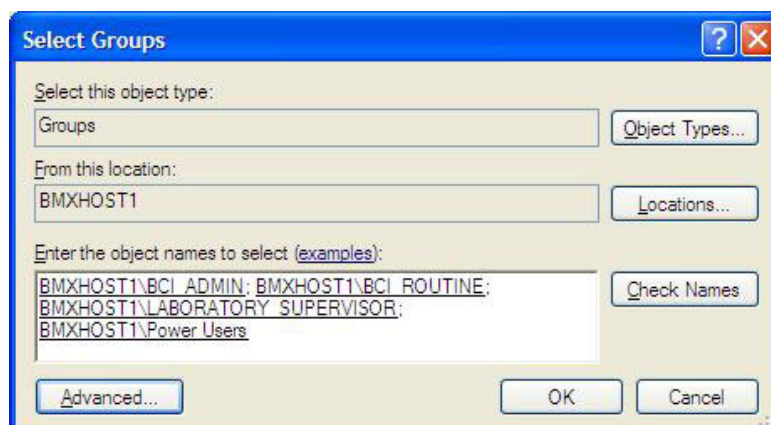 Select Groups
Select this object type:
Groups
Object Types...
From this location:
BMXHOST1
Locations...
Enter the object names to select (examples):
BMXHOST1\BCI_ADMIN; BMXHOST1\BCI_ROUTINE;
BMXHOST1\LABORATORY_SUPERVISOR;
BMXHOST1\Power Users
Check Names
Advanced...
OK
Cancel